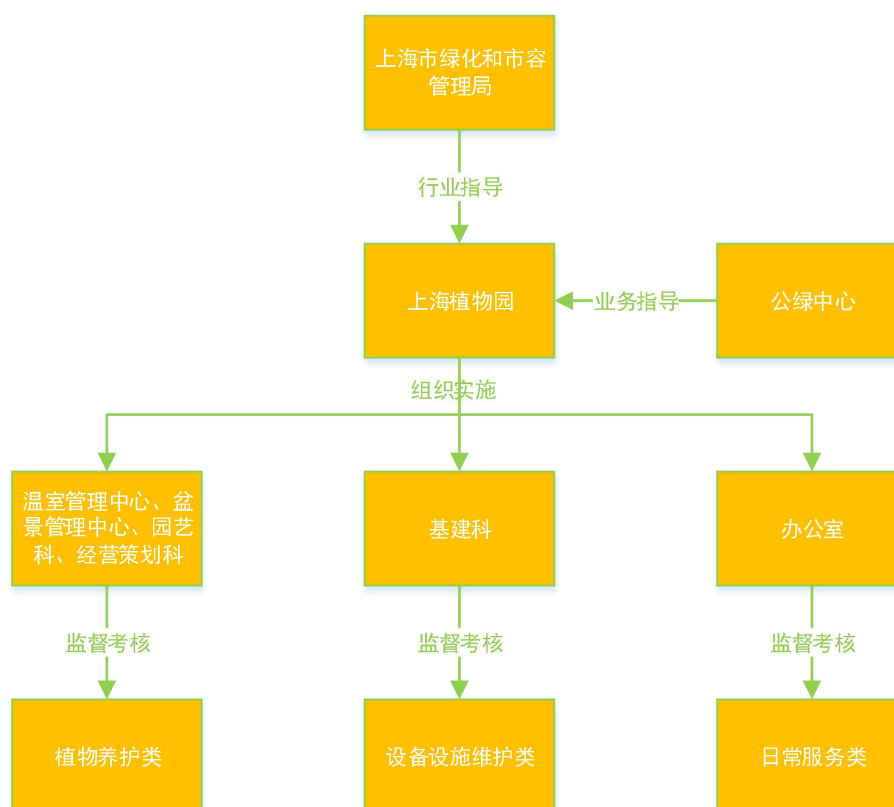 上海市绿化和市容
管理局
行业指导
上海植物园
业务指导
公绿中心
组织实施
温室管理中心、盆
景管理中心、园艺
科、经营策划科
基建科
办公室
监督考核
监督考核
监督考核
植物养护类
设备设施维护类
日常服务类